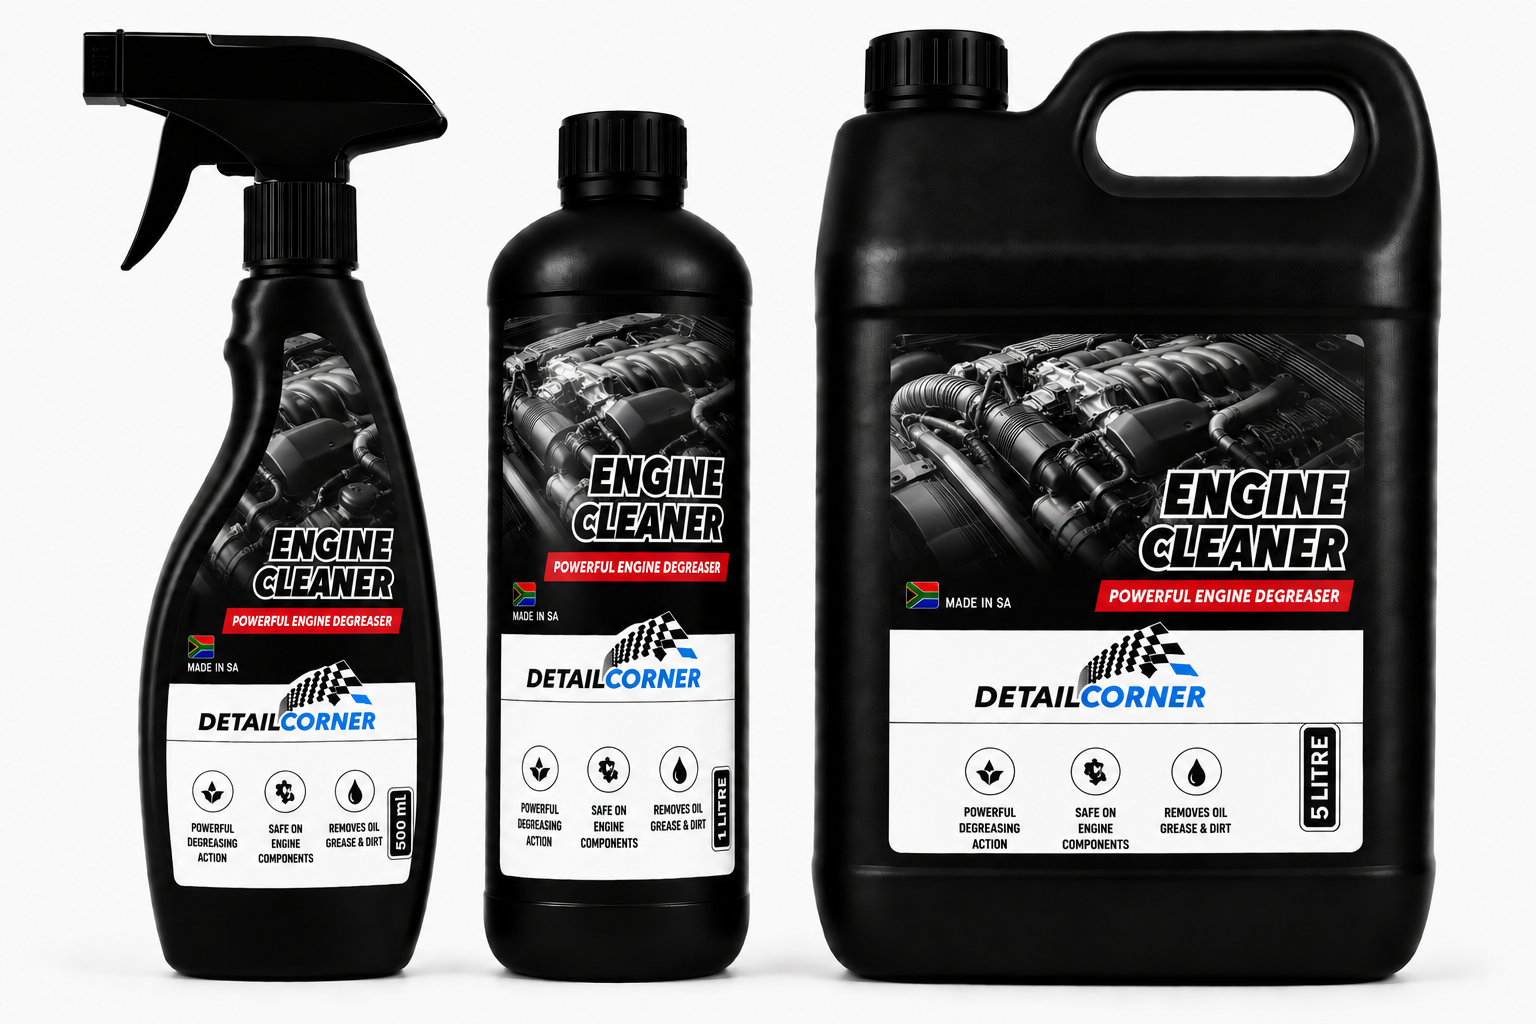 ENGINE
CLEANER
POWERFUL ENGINE DEGREASER
MADE IN SA
DETAILCORNER
POWERFUL
DEGREASING
ACTION
SAFE ON
ENGINE
COMPONENTS
REMOVES OIL
GREASE & DIRT
500 ml
ENGINE
CLEANER
POWERFUL ENGINE DEGREASER
MADE IN SA
DETAILCORNER
POWERFUL
DEGREASING
ACTION
SAFE ON
ENGINE
COMPONENTS
REMOVES OIL
GREASE & DIRT
1 LITRE
ENGINE
CLEANER
POWERFUL ENGINE DEGREASER
MADE IN SA
DETAILCORNER
POWERFUL
DEGREASING
ACTION
SAFE ON
ENGINE
COMPONENTS
REMOVES OIL
GREASE & DIRT
5 LITRE